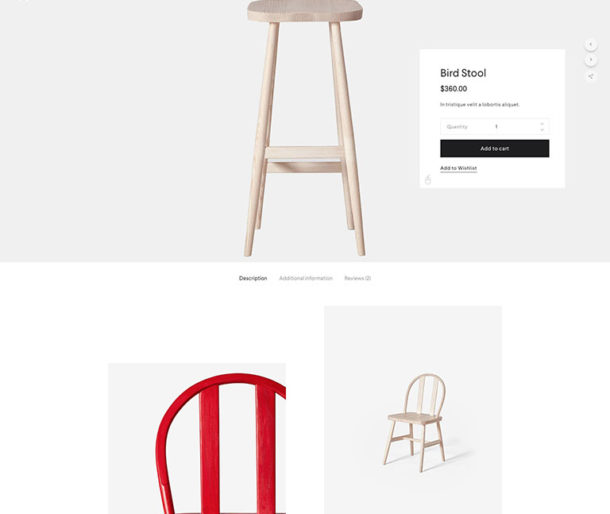 Bird Stool
$360.00
In tristique velit a lobortis aliquet.
Quantity 1
Add to cart
Add to Wishlist
Description Additional information Reviews (2)